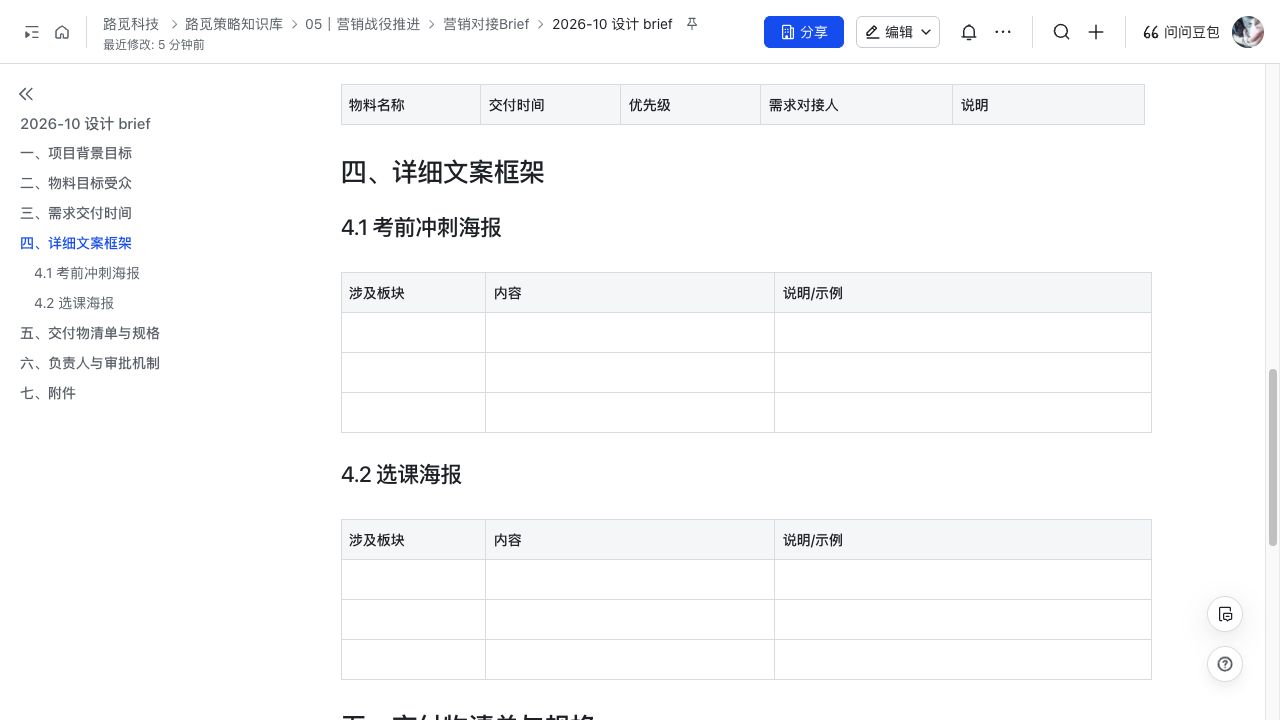 路觅科技 > 路觅策略知识库 > 05 | 营销战役推进 > 营销对接Brief > 2026-10 设计 brief
最近修改: 5 分钟前
分享
编辑
问问豆包
2026-10 设计 brief
一、项目背景目标
二、物料目标受众
三、需求交付时间
四、详细文案框架
4.1 考前冲刺海报
4.2 选课海报
五、交付物清单与规格
六、负责人与审批机制
七、附件
物料名称 交付时间 优先级 需求对接人 说明
四、详细文案框架
4.1 考前冲刺海报
涉及板块 内容 说明/示例
4.2 选课海报
涉及板块 内容 说明/示例
五、交付物清单与规格